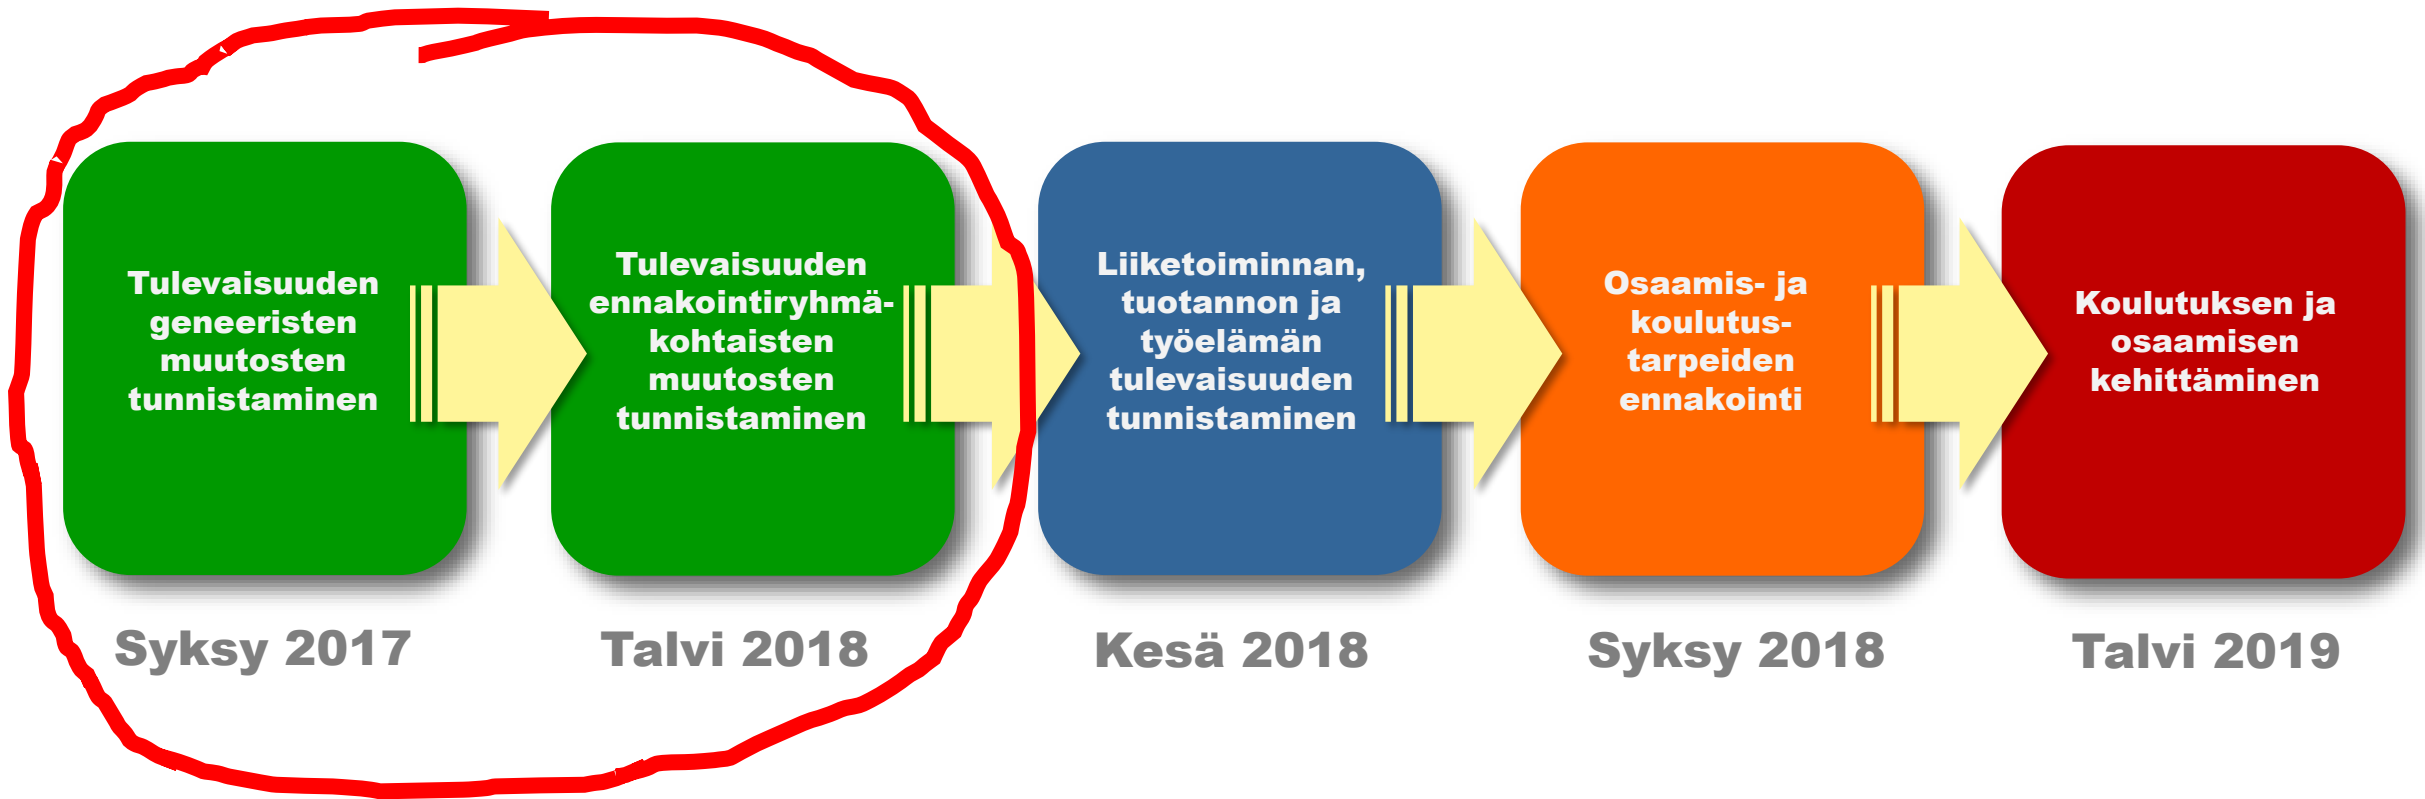 Tulevaisuuden
geneeristen
muutosten
tunnistaminen
Tulevaisuuden
ennakointiryhmä-
kohtaisten
muutosten
tunnistaminen
Liiketoiminnan,
tuotannon ja
työelämän
tulevaisuuden
tunnistaminen
Osaamis- ja
koulutus-
tarpeiden
ennakointi
Koulutuksen ja
osaamisen
kehittäminen
Syksy 2017
Talvi 2018
Kesä 2018
Syksy 2018
Talvi 2019